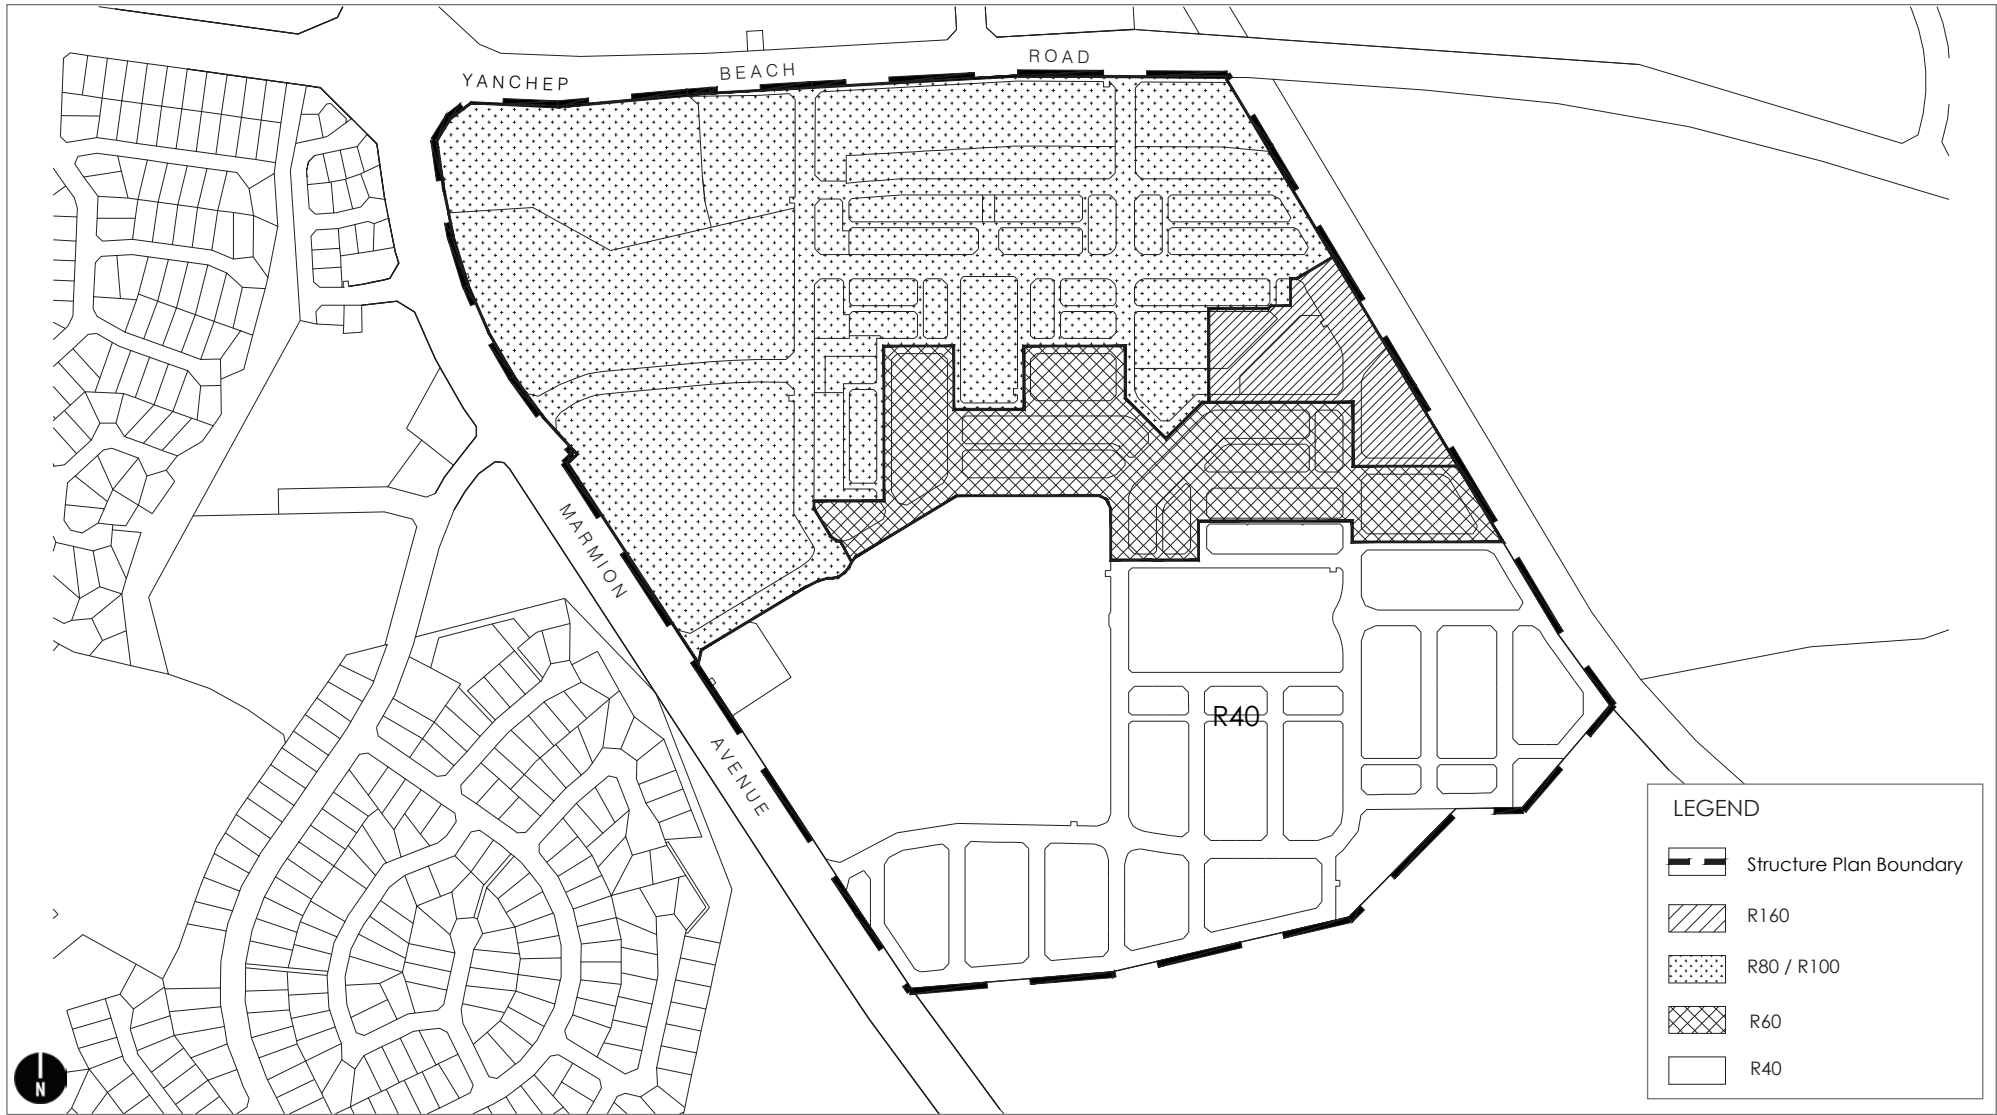 YANCHEP BEACH ROAD
MARMION AVENUE
R40
LEGEND
Structure Plan Boundary
R160
R80 / R100
R60
R40
N